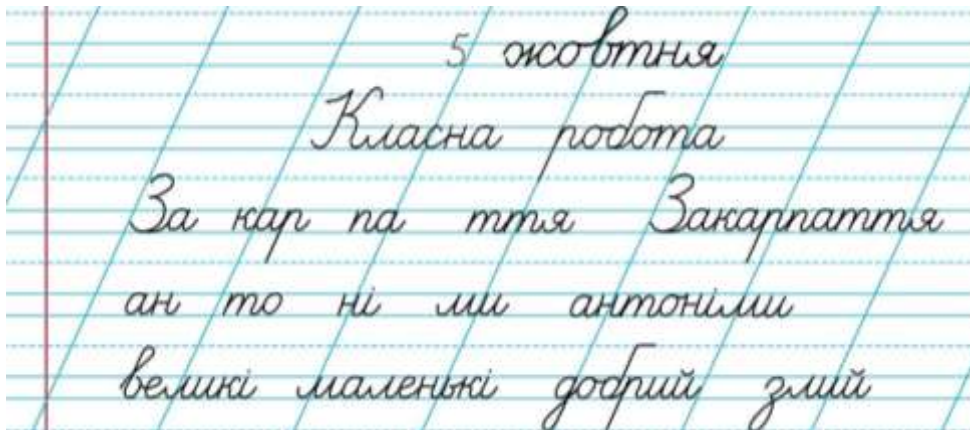 5 жовтня
Класна робота
За кар па ття Закарпаття
ан то ні ми антоніми
великі маленькі добрий злий